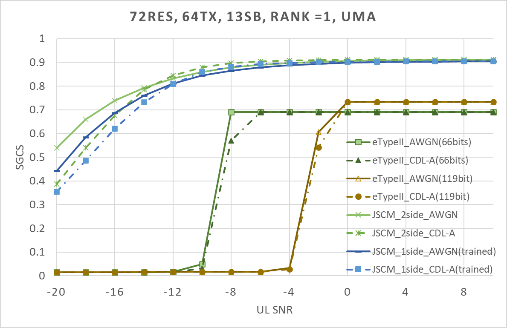 72RES, 64TX, 13SB, RANK =1, UMA
1
0.9
0.8
0.7
0.6
0.5
0.4
0.3
0.2
0.1
0
SGCS
eTypeII_AWGN(66bits)
eTypeII_CDL-A(66bits)
eTypeII_AWGN(119bit)
eTypeII_CDL-A(119bit)
JSCM_2side_AWGN
JSCM_2side_CDL-A
JSCM_1side_AWGN(trained)
JSCM_1side_CDL-A(trained)
-20 -16 -12 -8 -4 0 4 8
UL SNR